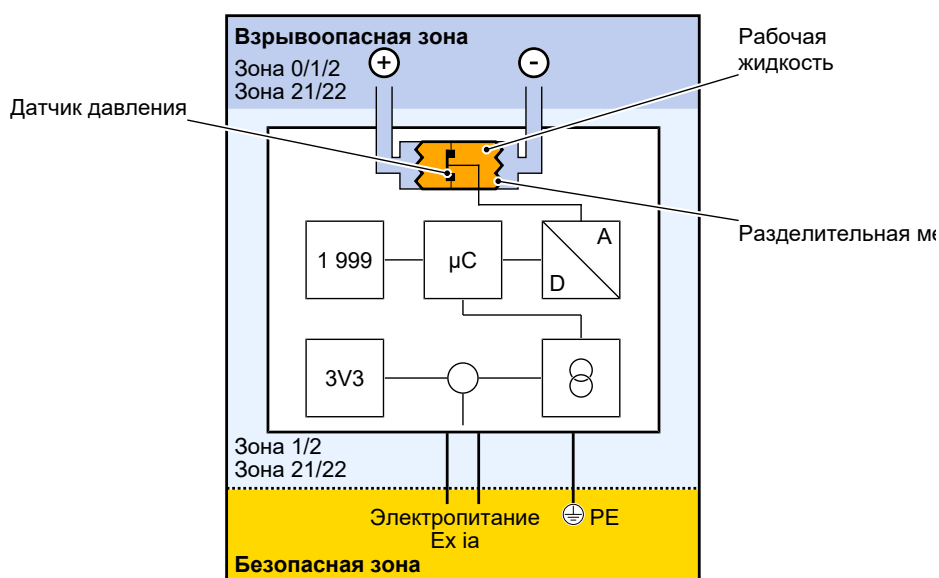 Взрывоопасная зона
Зона 0/1/2
Зона 21/22
+
-
Рабочая
жидкость
Датчик давления
Разделительная
1 999
µC
A
D
3V3
Зона 1/2
Зона 21/22
Электропитание
Ex ia
PE
Безопасная зона